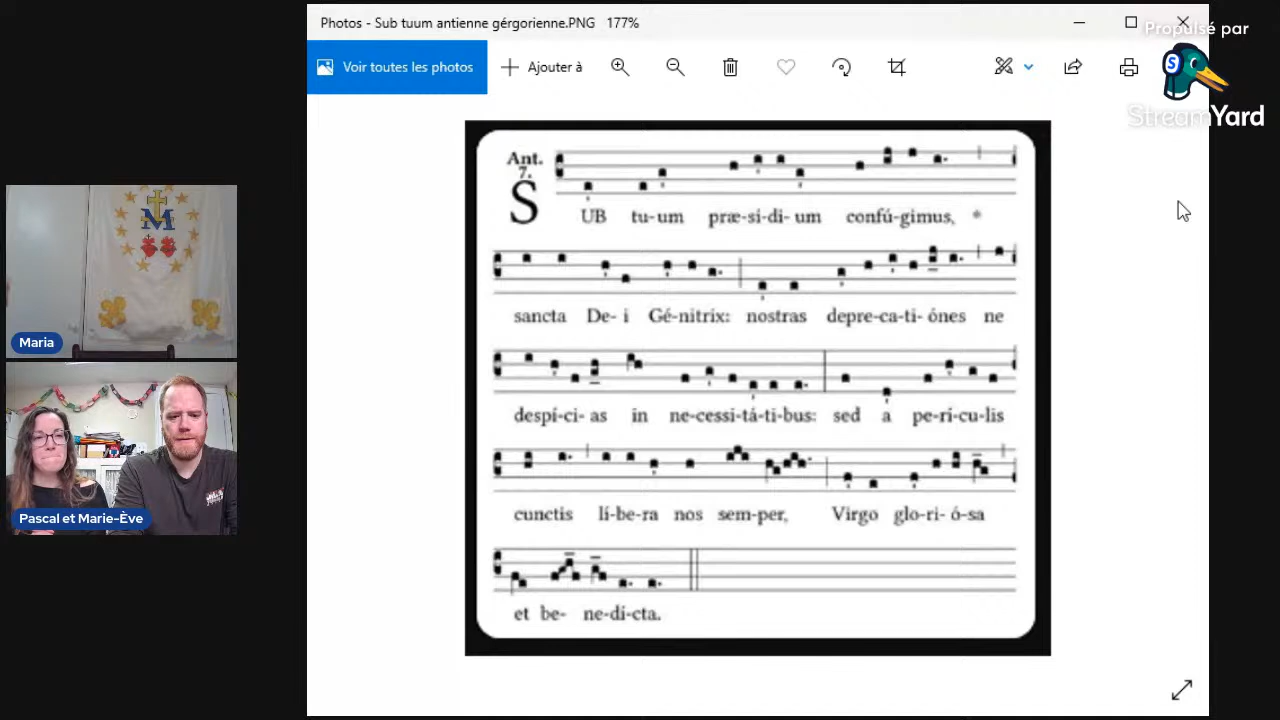 Photos - Sub tuum antienne gérgorienne.PNG 177%
Propulsé par
Voir toutes les photos
Ajouter à
S
StreamYard
Ant.
7.
SUB tu-um præ-si-di-um confú-gimus, *
sancta De-i Gé-nitrix: nostras depre-ca-ti-ónes ne
despí-ci-as in ne-cessi-tá-ti-bus: sed a pe-rí-cu-lis
cunctis lí-be-ra nos sem-per, Virgo glo-ri-ó-sa
et be- ne-dí-cta.
M
Maria
Pascal et Marie-Ève